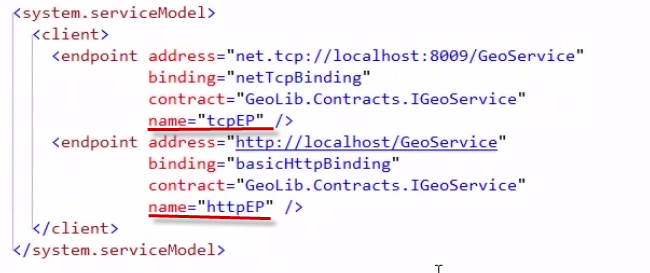 <system.serviceModel>
<client>
<endpoint address="net.tcp://localhost:8009/GeoService"
binding="netTcpBinding"
contract="GeoLib.Contracts.IGeoService"
name="tcpEP" />
<endpoint address="http://localhost/GeoService"
binding="basicHttpBinding"
contract="GeoLib.Contracts.IGeoService"
name="httpEP" />
</client>
</system.serviceModel>